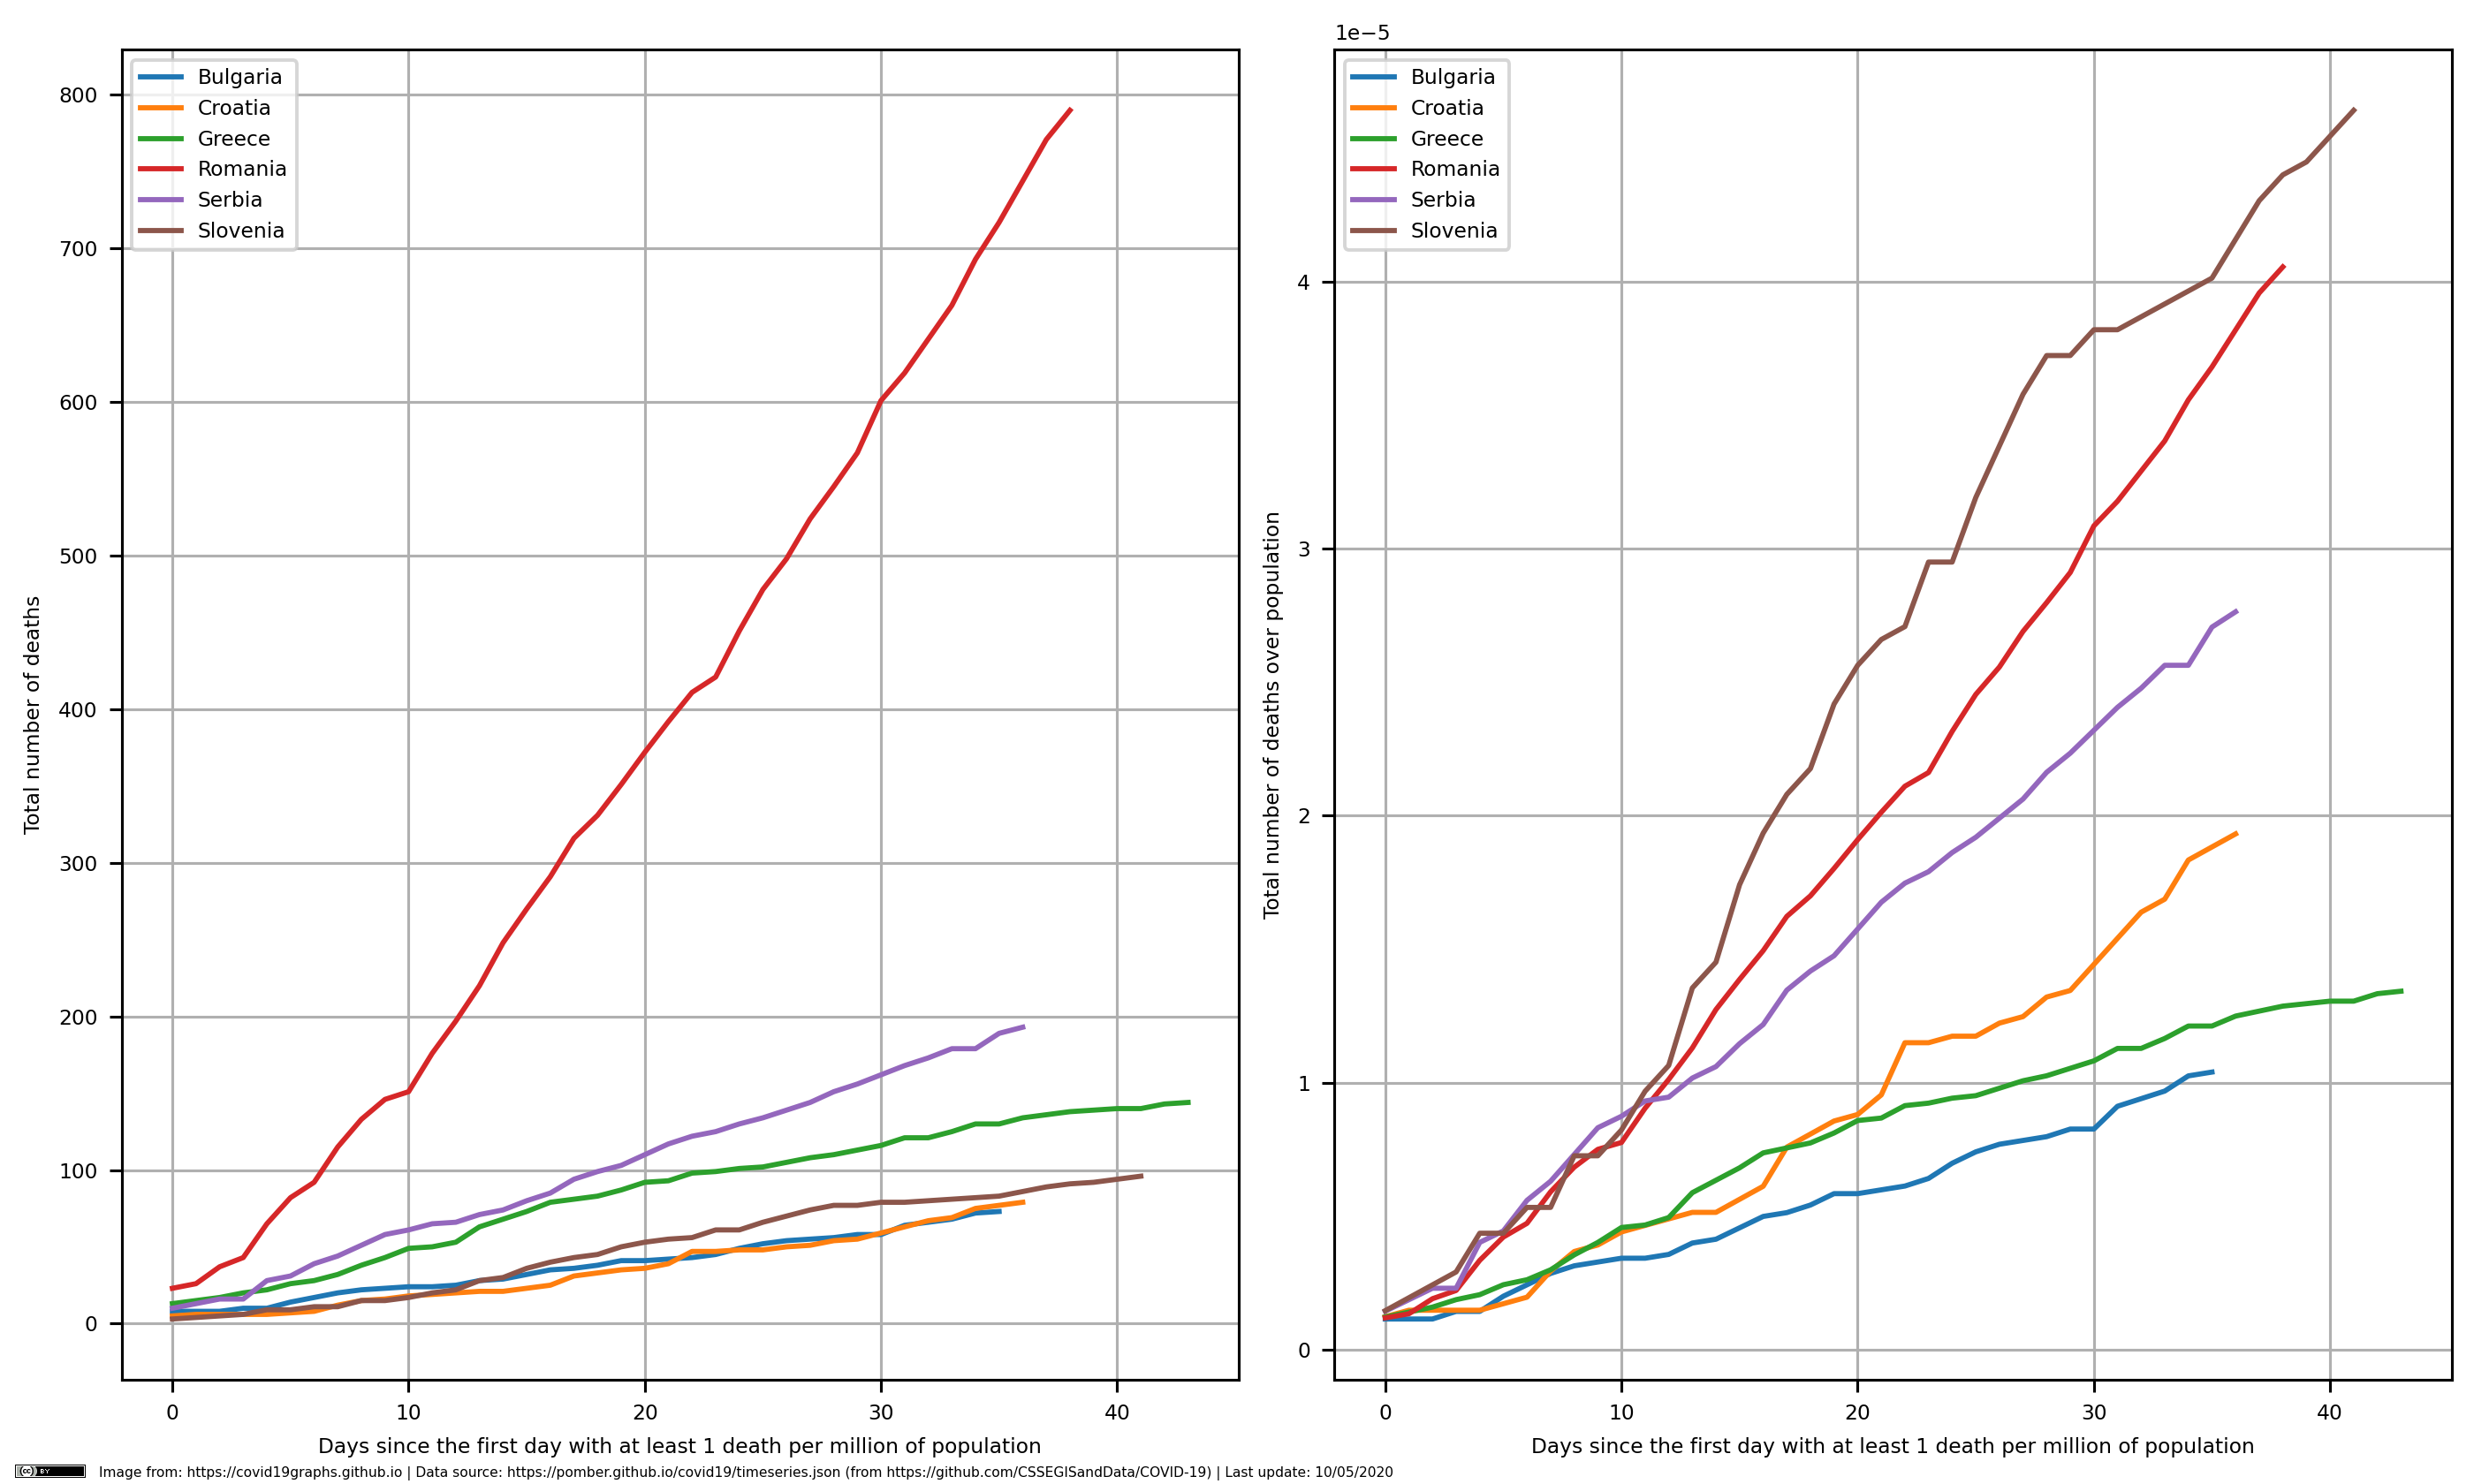 Bulgaria
Croatia
Greece
Romania
Serbia
Slovenia
800
700
600
500
400
300
200
100
0
Total number of deaths
0 10 20 30 40
Days since the first day with at least 1 death per million of population
1e−5
Bulgaria
Croatia
Greece
Romania
Serbia
Slovenia
4
3
2
1
0
Total number of deaths over population
0 10 20 30 40
Days since the first day with at least 1 death per million of population
(cc) BY Image from: https://covid19graphs.github.io | Data source: https://pomber.github.io/covid19/timeseries.json (from https://github.com/CSSEGISandData/COVID-19) | Last update: 10/05/2020